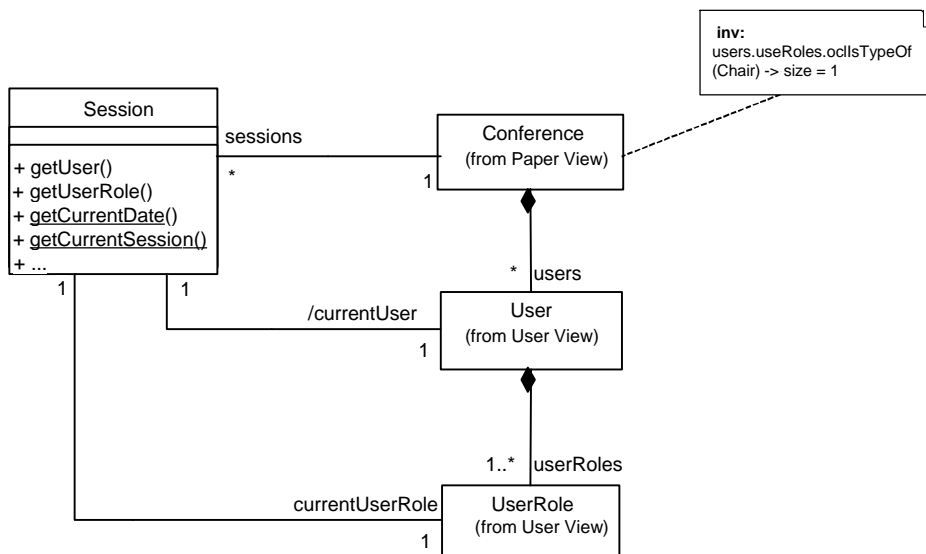 inv:
users.useRoles.oclIsTypeOf
(Chair) -> size = 1
Session
+ getUser()
+ getUserRole()
+ getCurrentDate()
+ getCurrentSession()
+ ...
sessions
*
1
Conference
(from Paper View)
* users
1
1
/currentUser
1
User
(from User View)
1..* userRoles
currentUserRole
1
UserRole
(from User View)